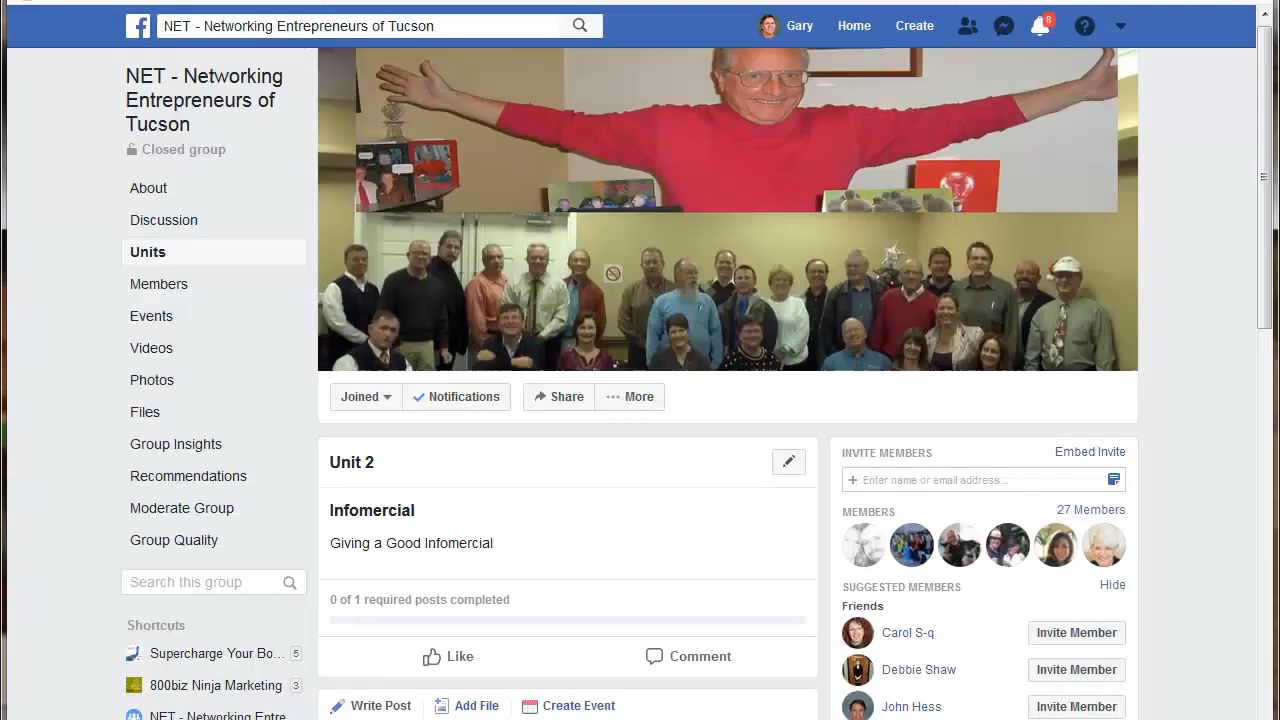 NET - Networking Entrepreneurs of Tucson
Gary
Home
Create
8
NET - Networking
Entrepreneurs of
Tucson
Closed group
About
Discussion
Units
Members
Events
Videos
Photos
Files
Group Insights
Recommendations
Moderate Group
Group Quality
Search this group
Shortcuts
Supercharge Your Bo... 5
800biz Ninja Marketing 3
NET - Networking Entre...
Joined
Notifications
Share
More
Unit 2
Infomercial
Giving a Good Infomercial
0 of 1 required posts completed
Like
Comment
Write Post
Add File
Create Event
INVITE MEMBERS
Embed Invite
+ Enter name or email address...
MEMBERS
27 Members
SUGGESTED MEMBERS
Hide
Friends
Carol S-q
Invite Member
Debbie Shaw
Invite Member
John Hess
Invite Member